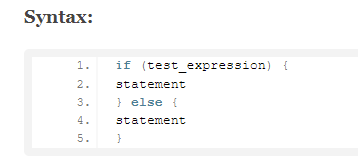 Syntax:
1. if (test_expression) {
2. statement
3. } else {
4. statement
5. }